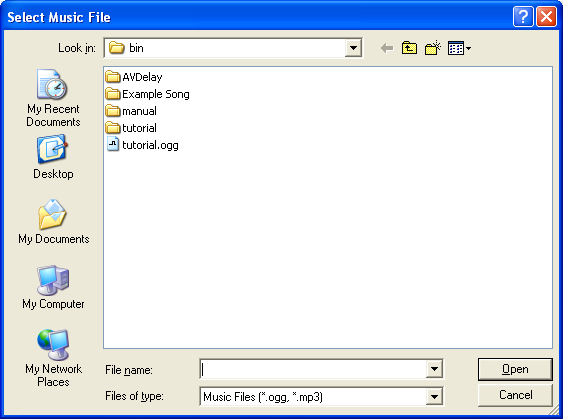 Select Music File
?
Look in: bin
My Recent
Documents
Desktop
My Documents
My Computer
My Network
Places
AVDelay
Example Song
manual
tutorial
tutorial.ogg
File name:
Open
Files of type: Music Files (*.ogg, *.mp3)
Cancel